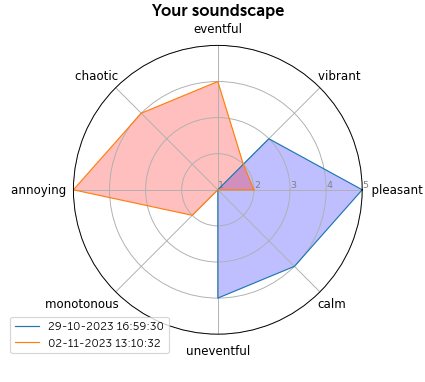 Your soundscape
eventful
chaotic
vibrant
annoying
1
2
3
4
5
pleasant
monotonous
calm
29-10-2023 16:59:30
02-11-2023 13:10:32
uneventful